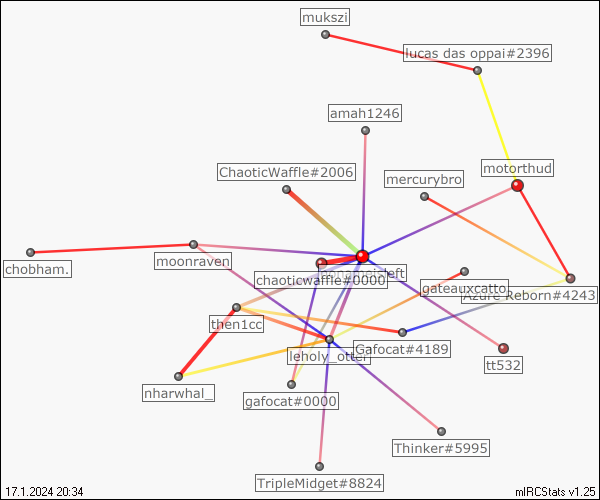 mukszi
lucas das oppai#2396
amah1246
motorthud
ChaoticWaffle#2006
mercurybro
moonraven
chobham.
chaoticwaffle#0000
gateauxcatto
Azure Reborn#4243
then1cc
Gafocat#4189
leholy_otter
tt532
nharwhal_
gafocat#0000
Thinker#5995
TripleMidget#8824
17.1.2024 20:34
mIRCStats v1.25